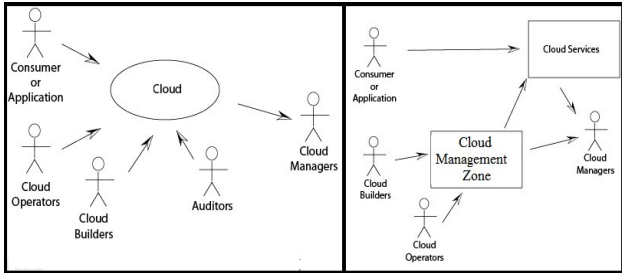 Consumer
or
Application
Cloud
Cloud
Managers
Cloud
Operators
Cloud
Builders
Auditors
Cloud Services
Consumer
or
Application
Cloud
Management
Zone
Cloud
Managers
Cloud
Builders
Cloud
Operators